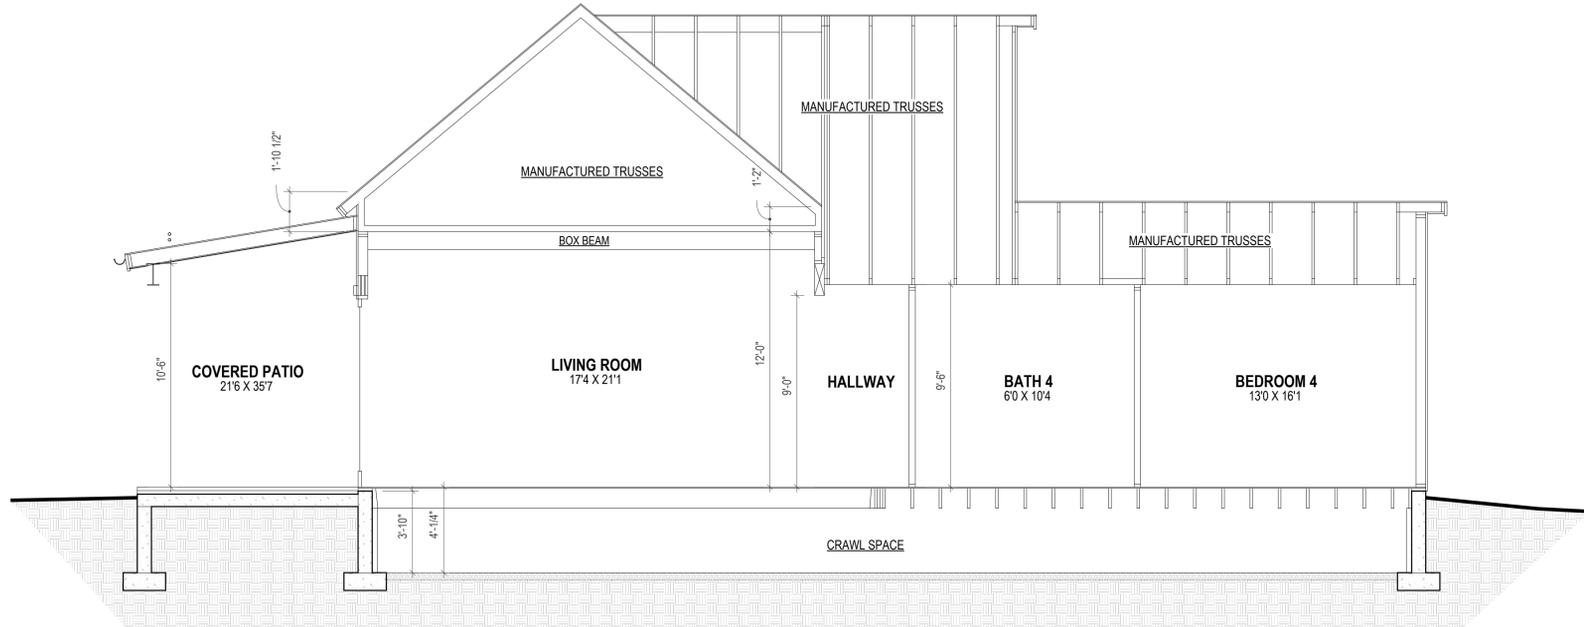 MANUFACTURED TRUSSES
1'-10 1/2"
MANUFACTURED TRUSSES
1'-2"
BOX BEAM
MANUFACTURED TRUSSES
10'-6"
COVERED PATIO
21'6 X 35'7
LIVING ROOM
17'4 X 21'1
12'-0"
9'-0"
HALLWAY
9'-6"
BATH 4
6'0 X 10'4
BEDROOM 4
13'0 X 16'1
3'-10"
4'-1/4"
CRAWL SPACE